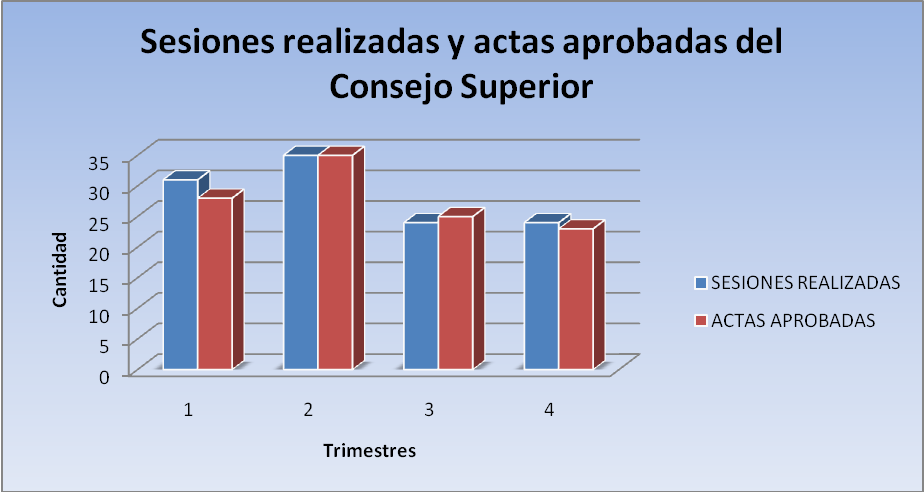 Sesiones realizadas y actas aprobadas del
Consejo Superior
35
30
25
20
15
10
5
0
Cantidad
1 2 3 4
Trimestres
SESIONES REALIZADAS
ACTAS APROBADAS